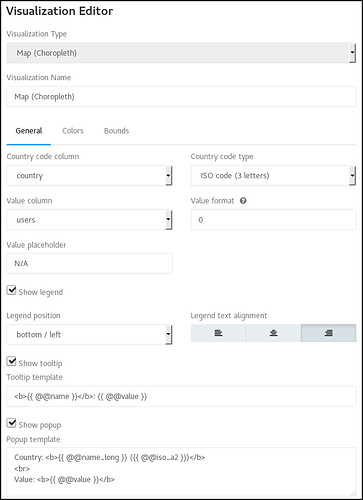 Visualization Editor
Visualization Type
Map (Choropleth)
Visualization Name
Map (Choropleth)
General Colors Bounds
Country code column Country code type
country ISO code (3 letters)
Value column Value format ?
users 0
Value placeholder
N/A
Show legend
Legend position Legend text alignment
bottom / left
Show tooltip
Tooltip template
<b>{{ @@name }}</b>: {{ @@value }}
Show popup
Popup template
Country: <b>{{ @@name_long }} ({{ @@iso_a2 }})</b>
<br>
Value: <b>{{ @@value }}</b>